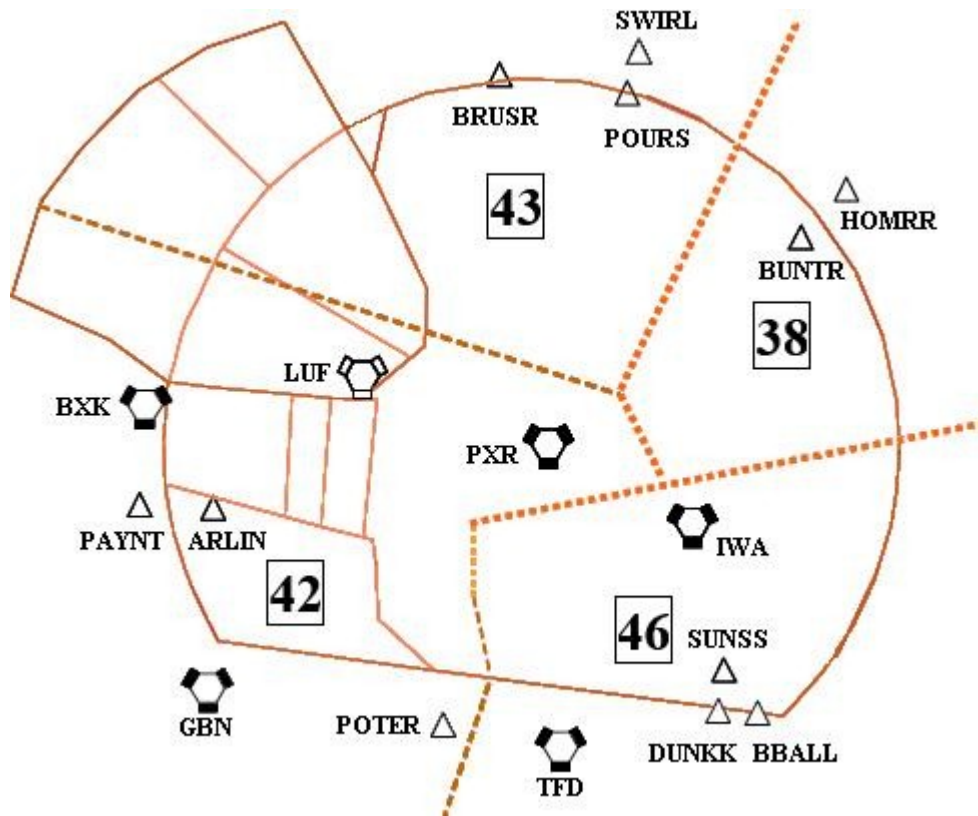 SWIRL
BRUSR
POURS
43
HOMRR
BUNTR
38
LUF
BXK
PXR
PAYNT ARLIN
IWA
42
46
SUNSS
GBN
POTER
DUNKK BBALL
TFD